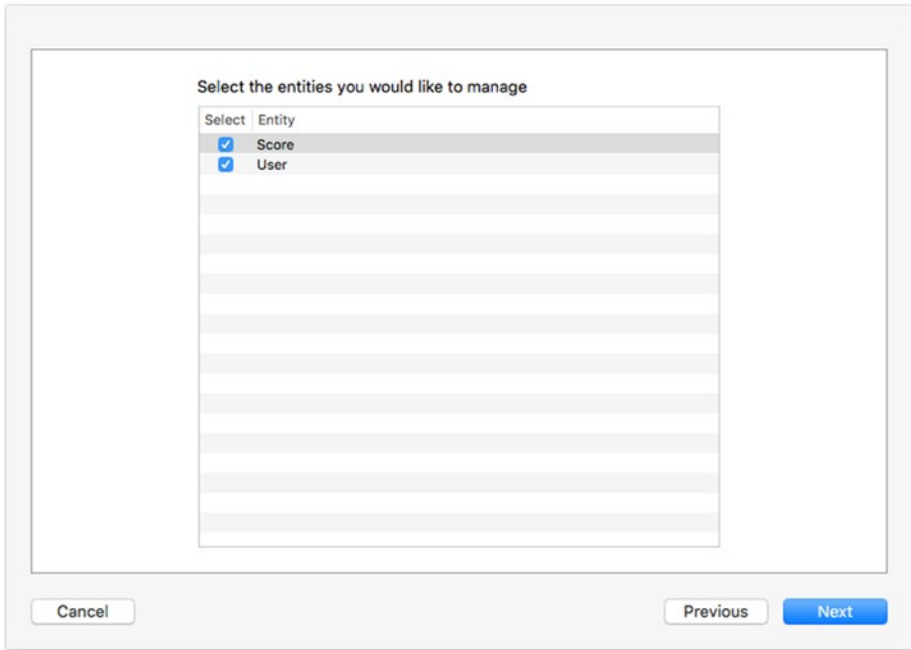 Select the entities you would like to manage
Select Entity
Score
User
Cancel Previous Next